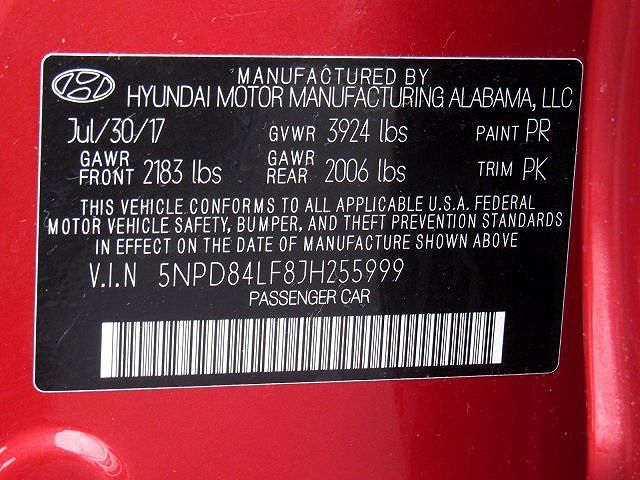 MANUFACTURED BY
HYUNDAI MOTOR MANUFACTURING ALABAMA, LLC
Jul/30/17 GVWR 3924 lbs PAINT PR
GAWR FRONT 2183 lbs GAWR REAR 2006 lbs TRIM PK
THIS VEHICLE CONFORMS TO ALL APPLICABLE U.S.A. FEDERAL
MOTOR VEHICLE SAFETY, BUMPER, AND THEFT PREVENTION STANDARDS
IN EFFECT ON THE DATE OF MANUFACTURE SHOWN ABOVE
V.I.N 5NPD84LF8JH255999
PASSENGER CAR